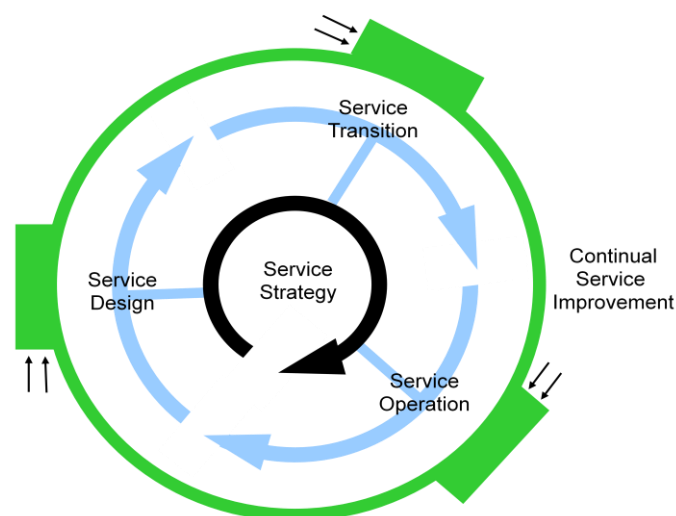 Service
Transition
Continual
Service
Improvement
Service
Strategy
Service
Design
Service
Operation